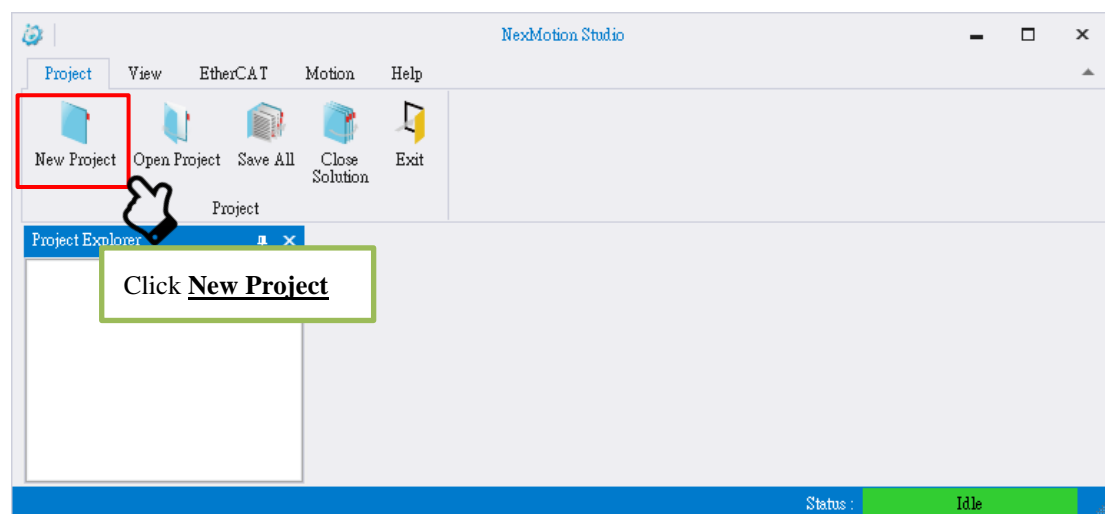 NexMotion Studio
Project View EtherCAT Motion Help
New Project Open Project Save All Close Solution Exit
Project
Project Explorer
Click New Project
Status : Idle